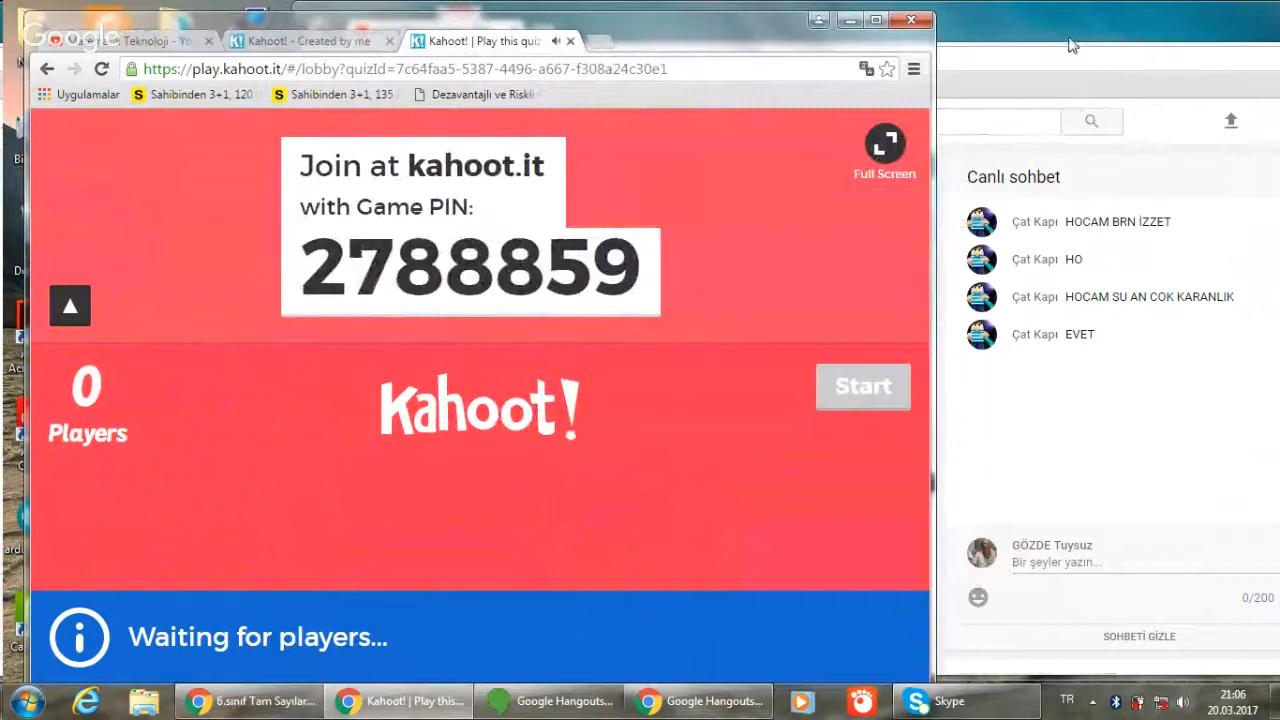 Google
Teknoloji - Yo
Kahoot! - Created by me
Kahoot! | Play this quiz
https://play.kahoot.it/#/lobby?quizId=7c64faa5-5387-4496-a667-f308a24c30e1
Uygulamalar
Sahibinden 3+1, 120
Sahibinden 3+1, 135
Dezavantajlı ve Riskli
Join at kahoot.it
with Game PIN:
2788859
Full Screen
▲
0
Players
Kahoot!
Start
Waiting for players...
Canlı sohbet
Çat Kapı HOCAM BRN İZZET
Çat Kapı HO
Çat Kapı HOCAM SU AN COK KARANLIK
Çat Kapı EVET
GÖZDE Tuysuz
Bir şeyler yazın...
0/200
SOHBETİ GİZLE
6.sınıf Tam Sayılar...
Kahoot! | Play this...
Google Hangouts...
Google Hangouts...
Skype
TR
21:06
20.03.2017